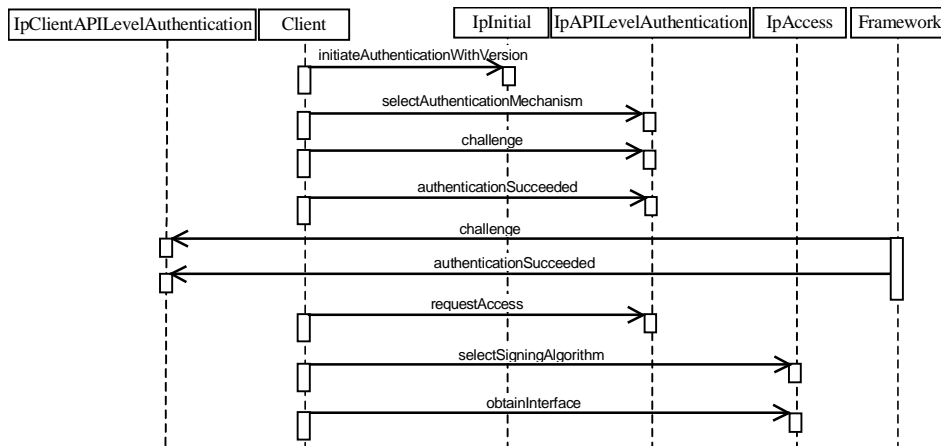 IpClientAPILevelAuthentication
Client
IpInitial
IpAPILevelAuthentication
IpAccess
Framework
initiateAuthenticationWithVersion
selectAuthenticationMechanism
challenge
authenticationSucceeded
challenge
authenticationSucceeded
requestAccess
selectSigningAlgorithm
obtainInterface